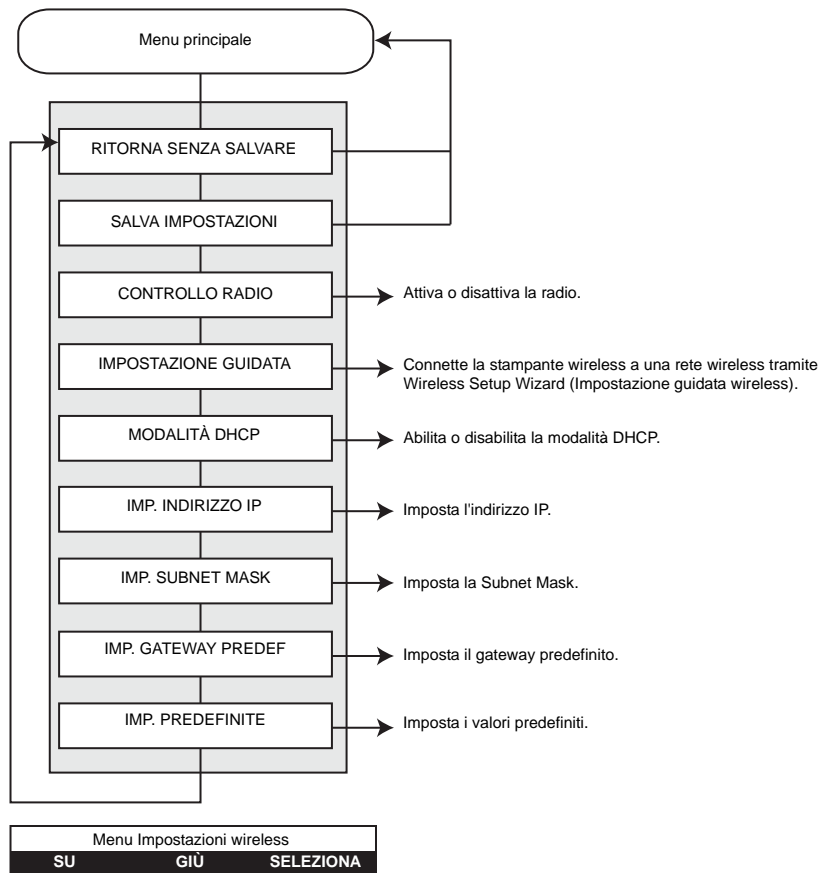 Menu principale
RITORNA SENZA SALVARE
SALVA IMPOSTAZIONI
CONTROLLO RADIO
Attiva o disattiva la radio.
IMPOSTAZIONE GUIDATA
Connette la stampante wireless a una rete wireless tramite
Wireless Setup Wizard (Impostazione guidata wireless).
MODALITÀ DHCP
Abilita o disabilita la modalità DHCP.
IMP. INDIRIZZO IP
Imposta l'indirizzo IP.
IMP. SUBNET MASK
Imposta la Subnet Mask.
IMP. GATEWAY PREDEF
Imposta il gateway predefinito.
IMP. PREDEFINITE
Imposta i valori predefiniti.
Menu Impostazioni wireless
SU GIÙ SELEZIONA